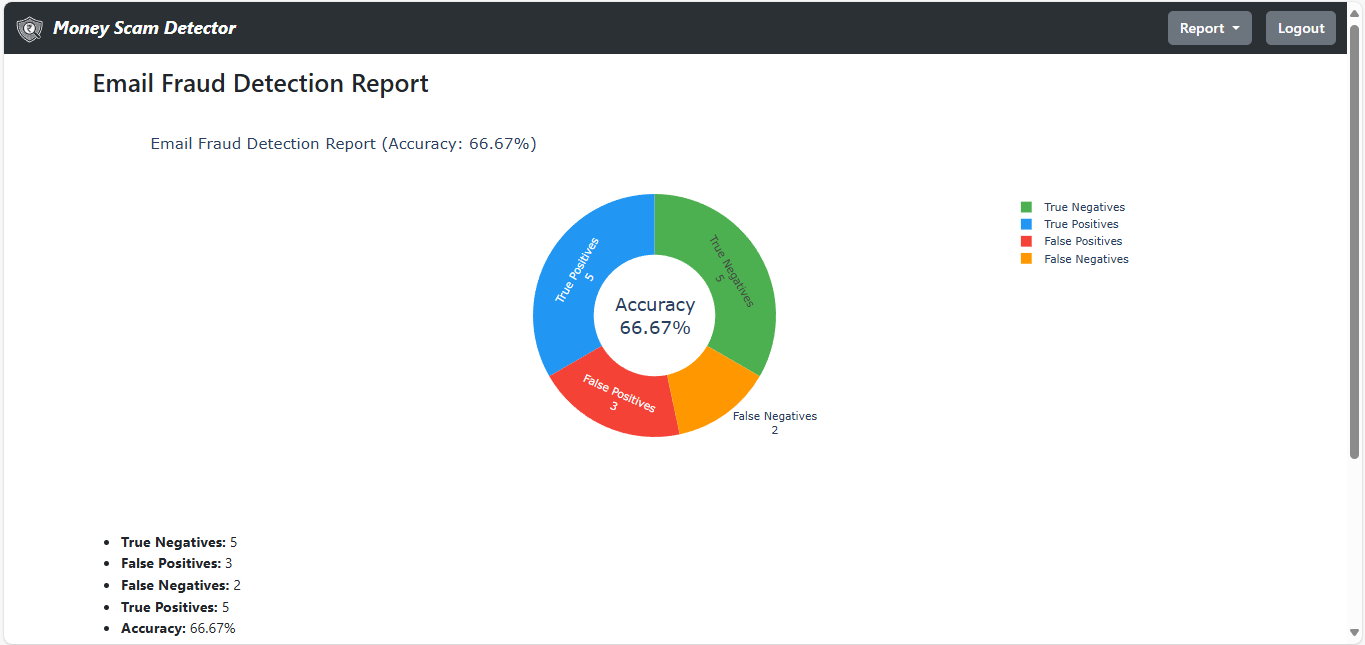 Money Scam Detector
Report
Logout
Email Fraud Detection Report
Email Fraud Detection Report (Accuracy: 66.67%)
True Negatives
True Positives
False Positives
False Negatives
True Positives
5
True Negatives
5
Accuracy
66.67%
False Positives
3
False Negatives
2
True Negatives: 5
False Positives: 3
False Negatives: 2
True Positives: 5
Accuracy: 66.67%